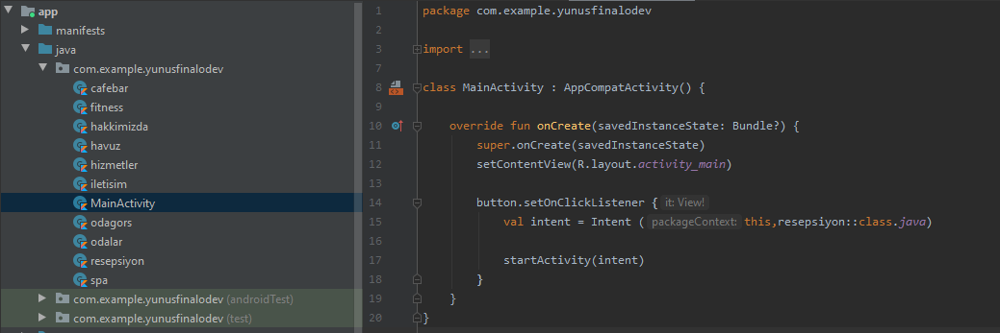 app
manifests
java
com.example.yunusfinalodev
cafebar
fitness
hakkimizda
havuz
hizmetler
iletisim
MainActivity
odagors
odalar
resepsiyon
spa
com.example.yunusfinalodev (androidTest)
com.example.yunusfinalodev (test)
1 package com.example.yunusfinalodev
2
3 import ...
7
8 class MainActivity : AppCompatActivity() {
9
10 override fun onCreate(savedInstanceState: Bundle?) {
11 super.onCreate(savedInstanceState)
12 setContentView(R.layout.activity_main)
13
14 button.setOnClickListener { it: View!
15 val intent = Intent ( packageContext: this,resepsiyon::class.java)
16
17 startActivity(intent)
18 }
19 }
20 }